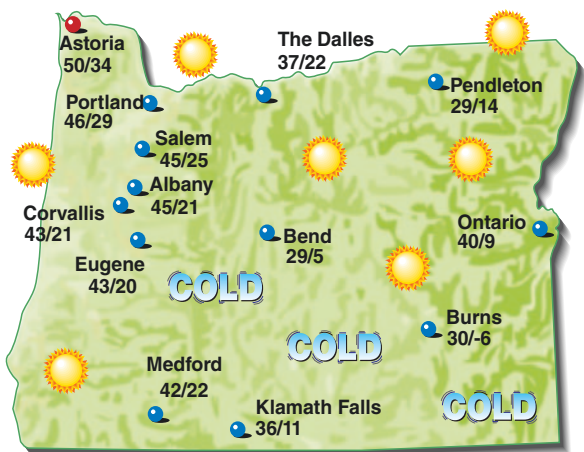 Astoria
50/34
The Dalles
37/22
Pendleton
29/14
Portland
46/29
Salem
45/25
Albany
45/21
Corvallis
43/21
Eugene
43/20
Bend
29/5
Ontario
40/9
COLD
Burns
30/-6
COLD
Medford
42/22
Klamath Falls
36/11
COLD